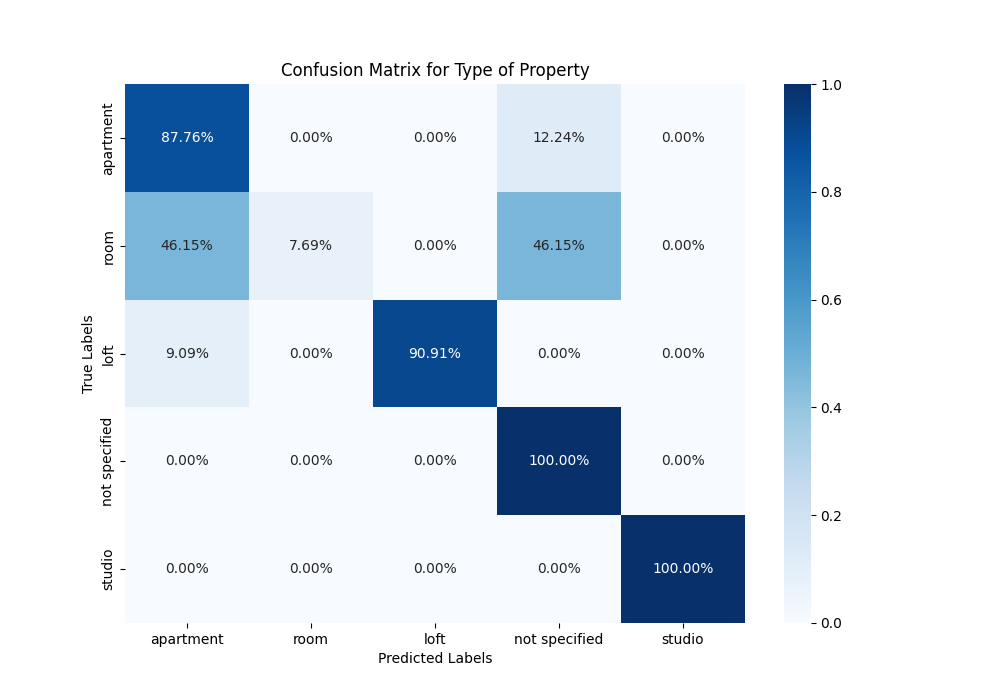 Confusion Matrix for Type of Property
True Labels
apartment
87.76% 0.00% 0.00% 12.24% 0.00%
room
46.15% 7.69% 0.00% 46.15% 0.00%
loft
9.09% 0.00% 90.91% 0.00% 0.00%
not specified
0.00% 0.00% 0.00% 100.00% 0.00%
studio
0.00% 0.00% 0.00% 0.00% 100.00%
apartment room loft not specified studio
Predicted Labels
1.0
0.8
0.6
0.4
0.2
0.0